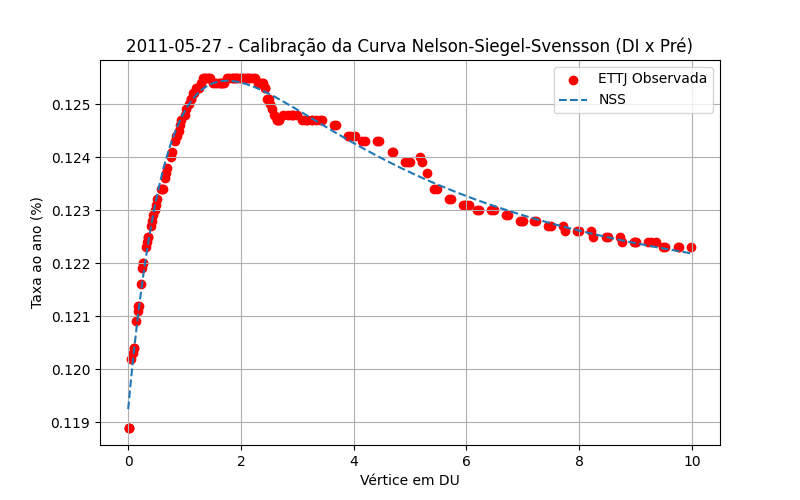 2011-05-27 - Calibração da Curva Nelson-Siegel-Svensson (DI x Pré)
ETTJ Observada
NSS
Taxa ao ano (%)
0.125
0.124
0.123
0.122
0.121
0.120
0.119
0 2 4 6 8 10
Vértice em DU